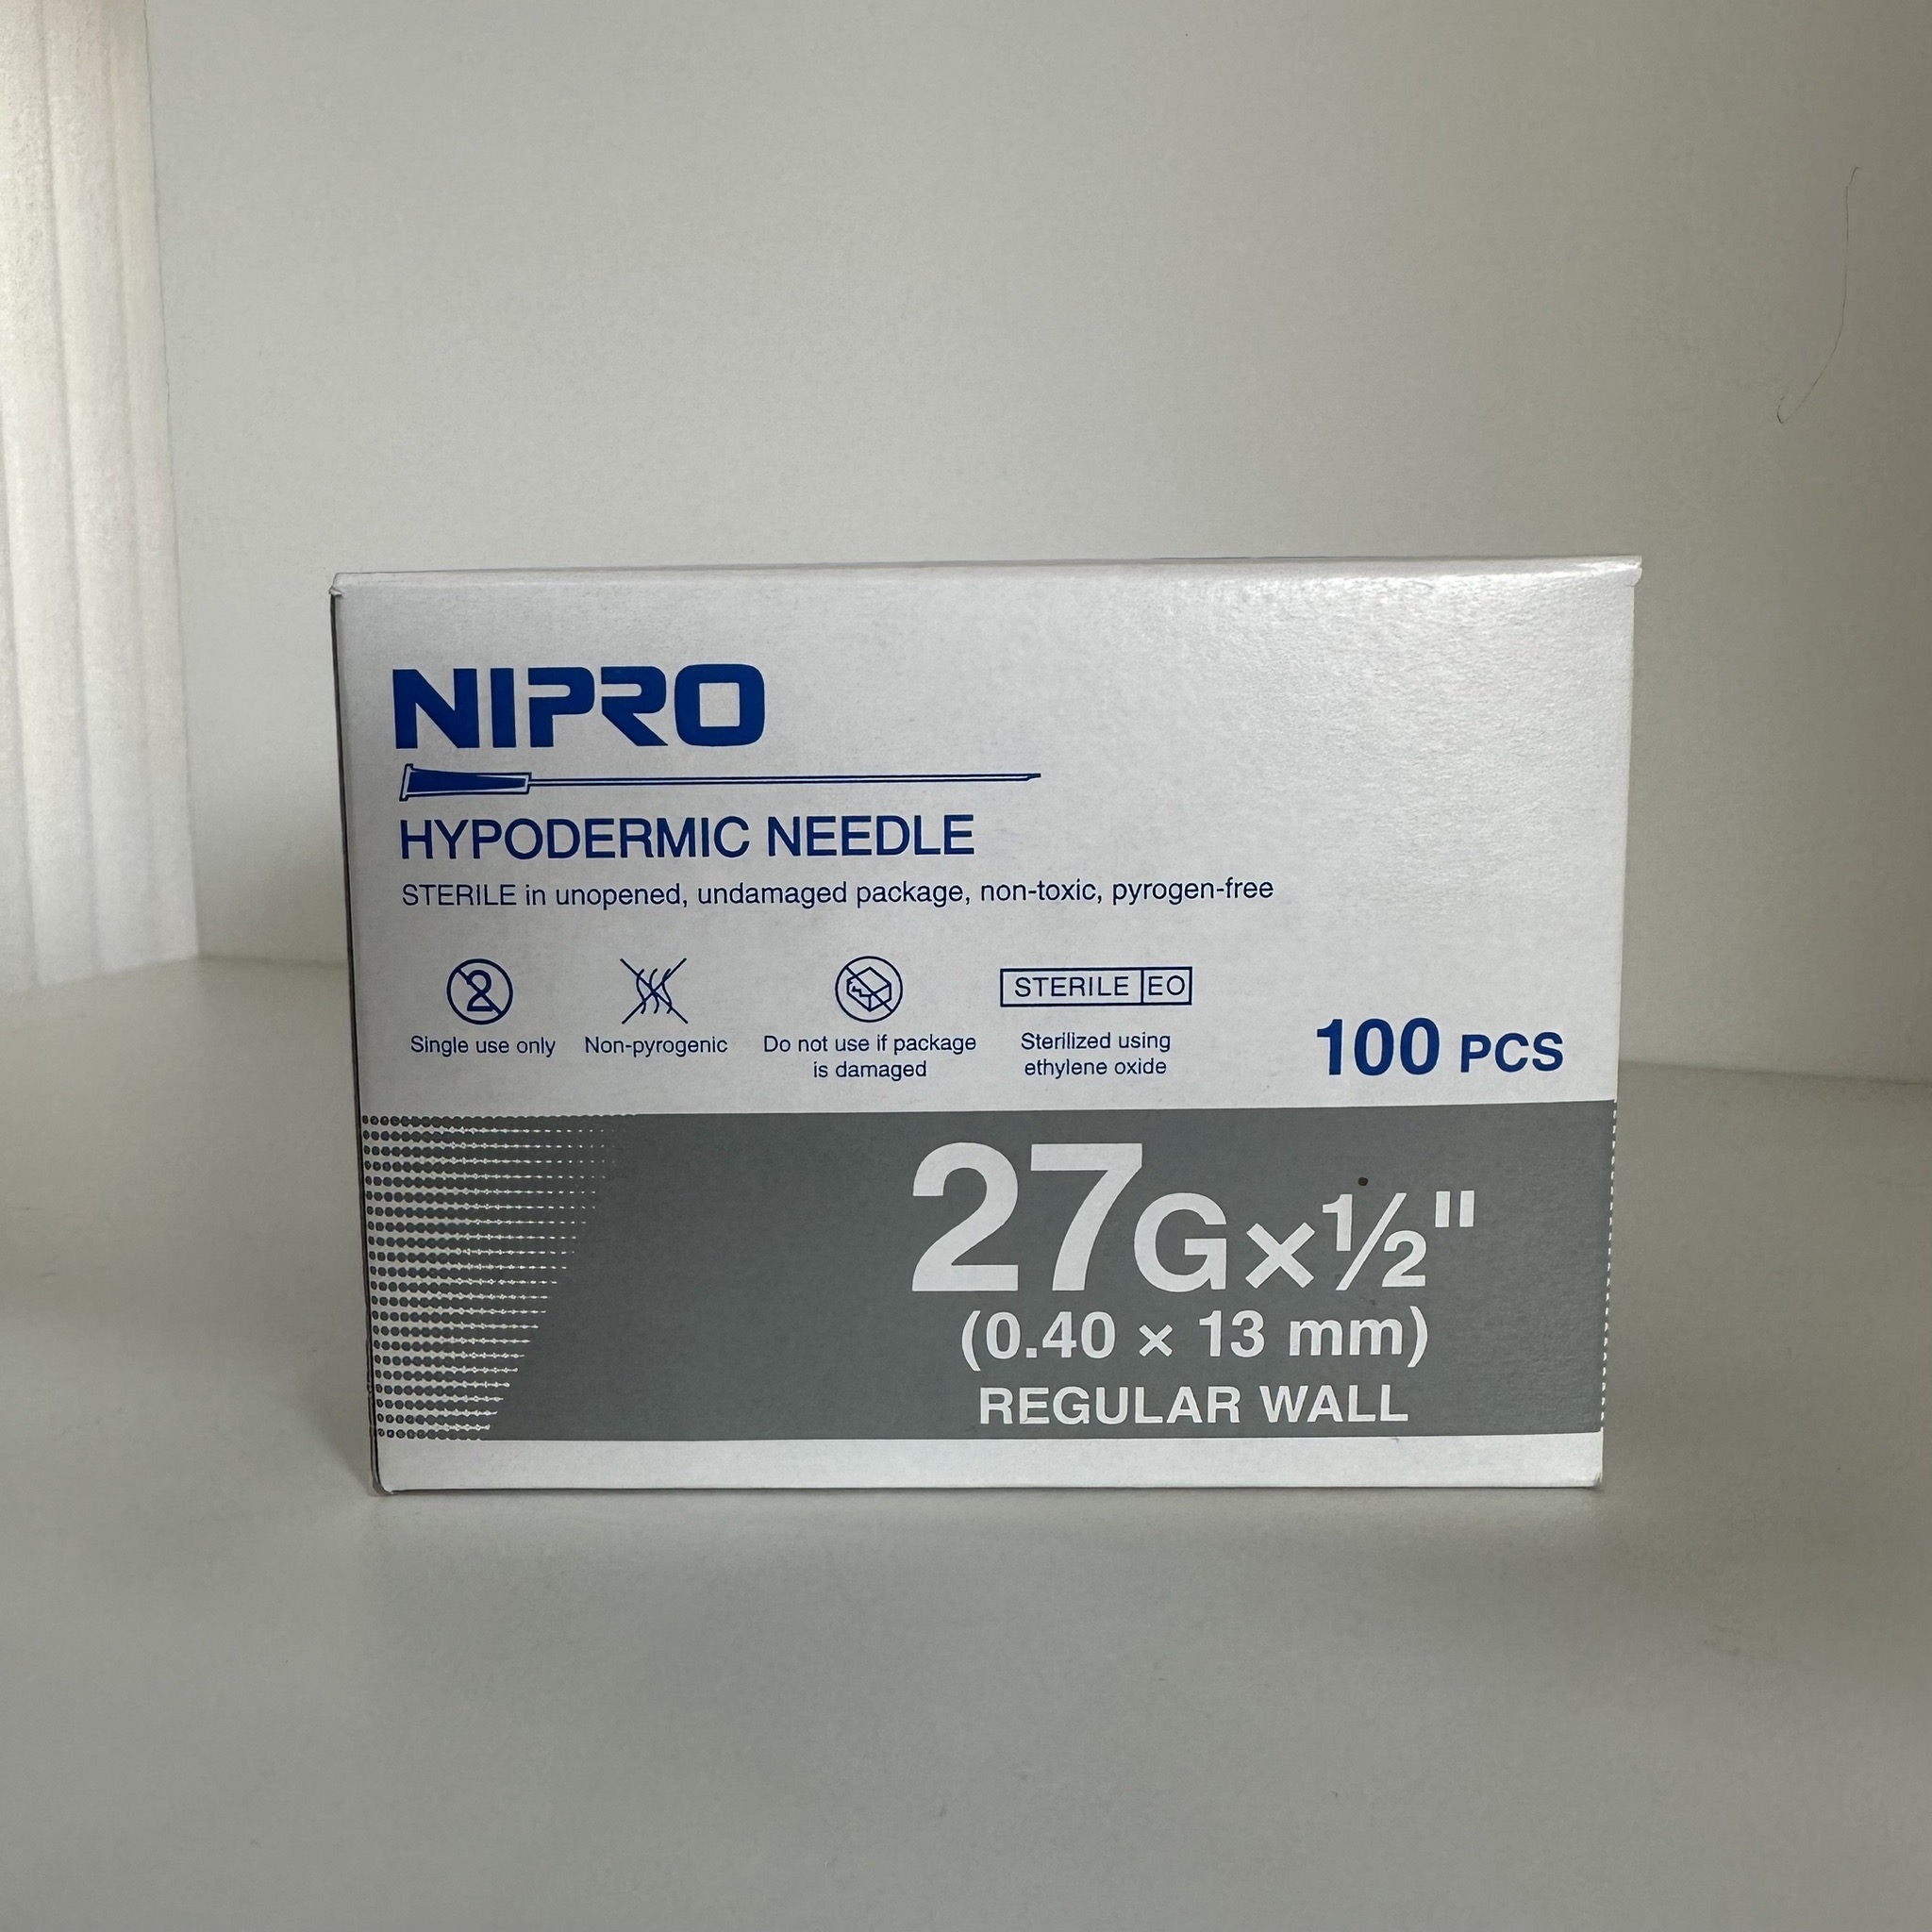 NIPRO
HYPODERMIC NEEDLE
STERILE in unopened, undamaged package, non-toxic, pyrogen-free
2
STERILE EO
Single use only
Non-pyrogenic
Do not use if package
is damaged
Sterilized using
ethylene oxide
100 PCS
27G×½"
(0.40 × 13 mm)
REGULAR WALL